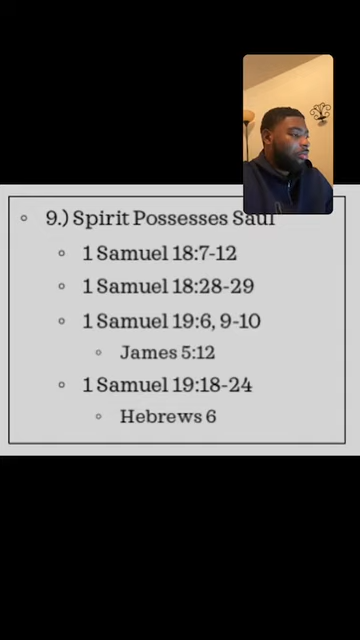 9.) Spirit Possesses Saul
1 Samuel 18:7-12
1 Samuel 18:28-29
1 Samuel 19:6, 9-10
James 5:12
1 Samuel 19:18-24
Hebrews 6